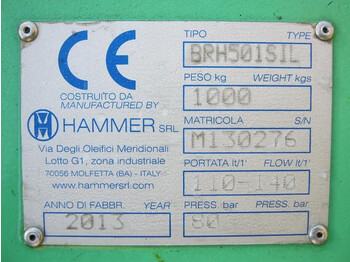 CE
COSTRUITO DA
MANUFACTURED BY
HAMMER SRL
Via Degli Oleifici Meridionali
Lotto G1, zona industriale
70056 MOLFETTA (BA) - ITALY
www.hammersrl.com
ANNO DI FABBR. YEAR
2013
TIPO TYPE
BRH501SIL
PESO kg WEIGHT kgs
1000
MATRICOLA S/N
M130276
PORTATA lt/1' FLOW lt/1'
110-140
PRESS. bar PRESS. bar
80